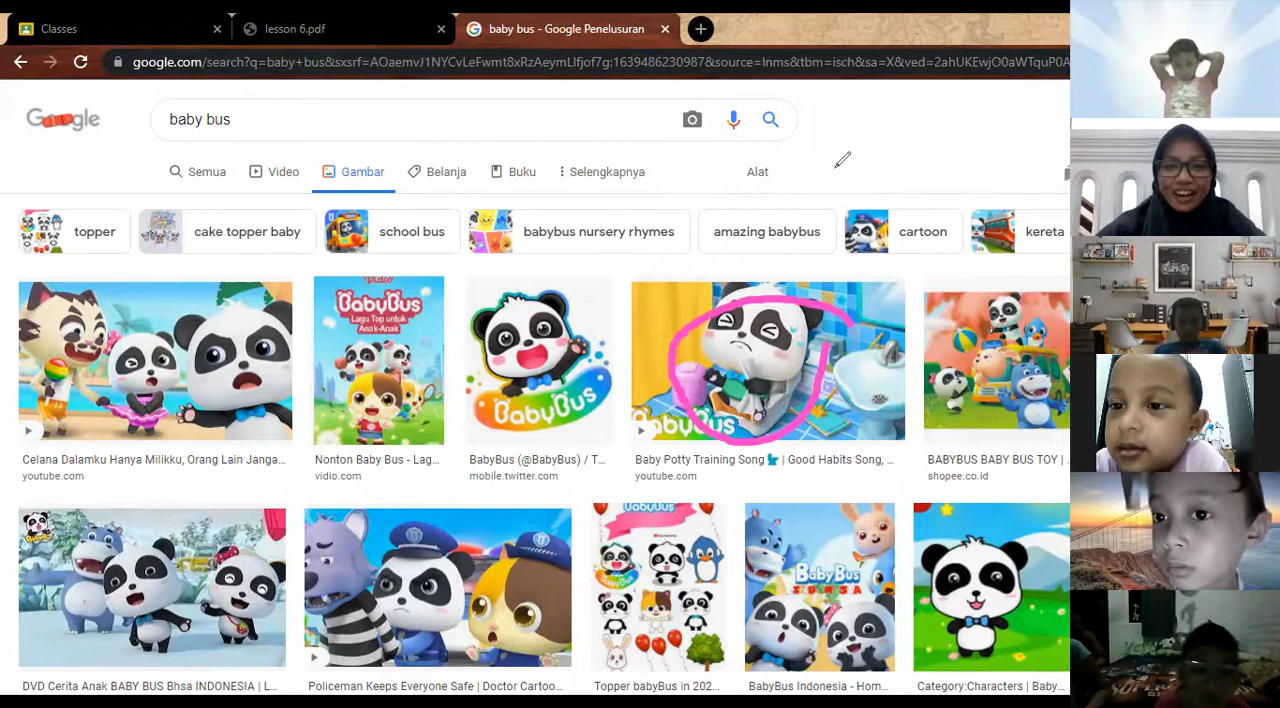 Classes
lesson 6.pdf
baby bus - Google Penelusuran
google.com/search?q=baby+bus&sxsrf=AOaemvJ1NYCvLeFwmt8xRzAeymLIfjof7g:1639486230987&source=lnms&tbm=isch&sa=X&ved=2ahUKEwjO0aWTquP0A
Google
baby bus
Semua
Video
Gambar
Belanja
Buku
Selengkapnya
Alat
topper
cake topper baby
school bus
babybus nursery rhymes
amazing babybus
cartoon
kereta
Vidio
BabyBus
Lagu Top untuk
Anak-Anak
BabyBus
BabyBus
Celana Dalamku Hanya Milikku, Orang Lain Janga...
Nonton Baby Bus - Lag...
BabyBus (@BabyBus) / T...
Baby Potty Training Song | Good Habits Song, ...
BABYBUS BABY BUS TOY |
youtube.com
vidio.com
mobile.twitter.com
youtube.com
shopee.co.id
BabyBus
BabyBus
DVD Cerita Anak BABY BUS Bhsa INDONESIA | L...
Policeman Keeps Everyone Safe | Doctor Cartoo...
Topper babyBus in 202...
BabyBus Indonesia - Hom...
Category:Characters | Baby...